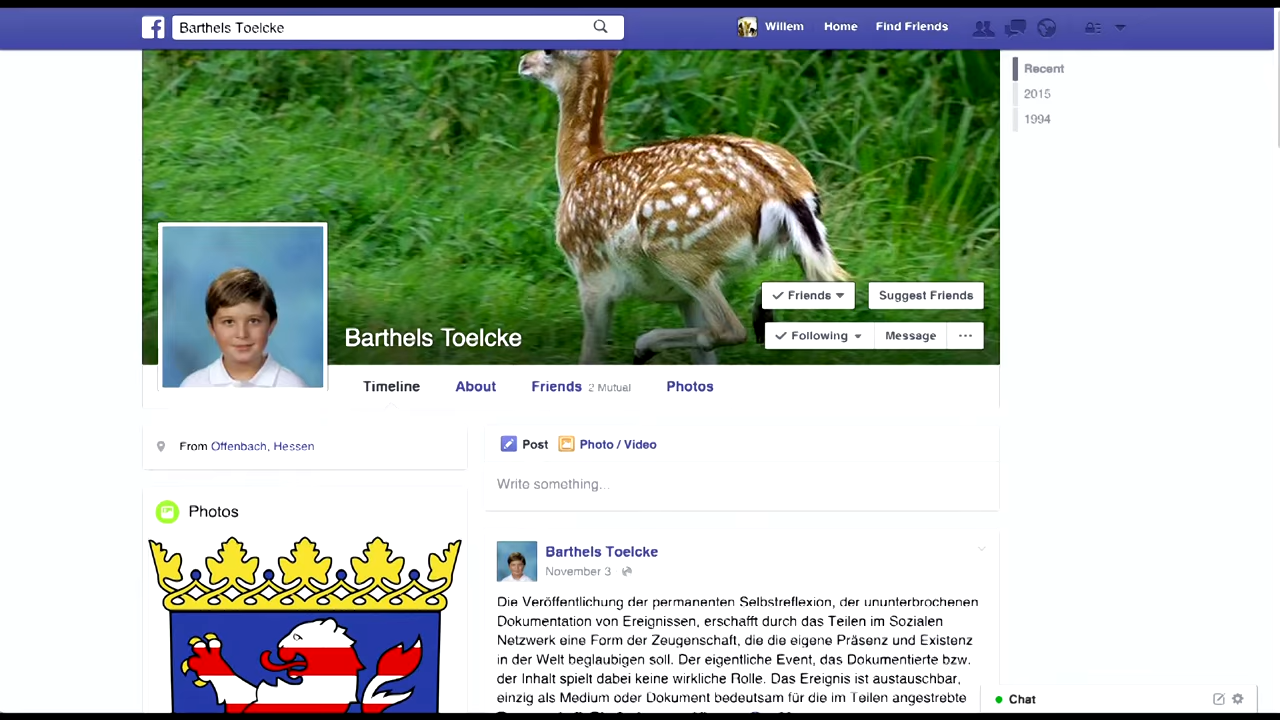 Barthels Toelcke
Willem
Home
Find Friends
Recent
2015
1994
Friends
Suggest Friends
Barthels Toelcke
Following
Message
Timeline
About
Friends 2 Mutual
Photos
From Offenbach, Hessen
Post
Photo / Video
Write something...
Photos
Barthels Toelcke
November 3
Die Veröffentlichung der permanenten Selbstreflexion, der ununterbrochenen
Dokumentation von Ereignissen, erschafft durch das Teilen im Sozialen
Netzwerk eine Form der Zeugenschaft, die die eigene Präsenz und Existenz
in der Welt beglaubigen soll. Der eigentliche Event, das Dokumentierte bzw.
der Inhalt spielt dabei keine wirkliche Rolle. Das Ereignis ist austauschbar,
einzig als Medium oder Dokument bedeutsam für die im Teilen angestrebte
Chat